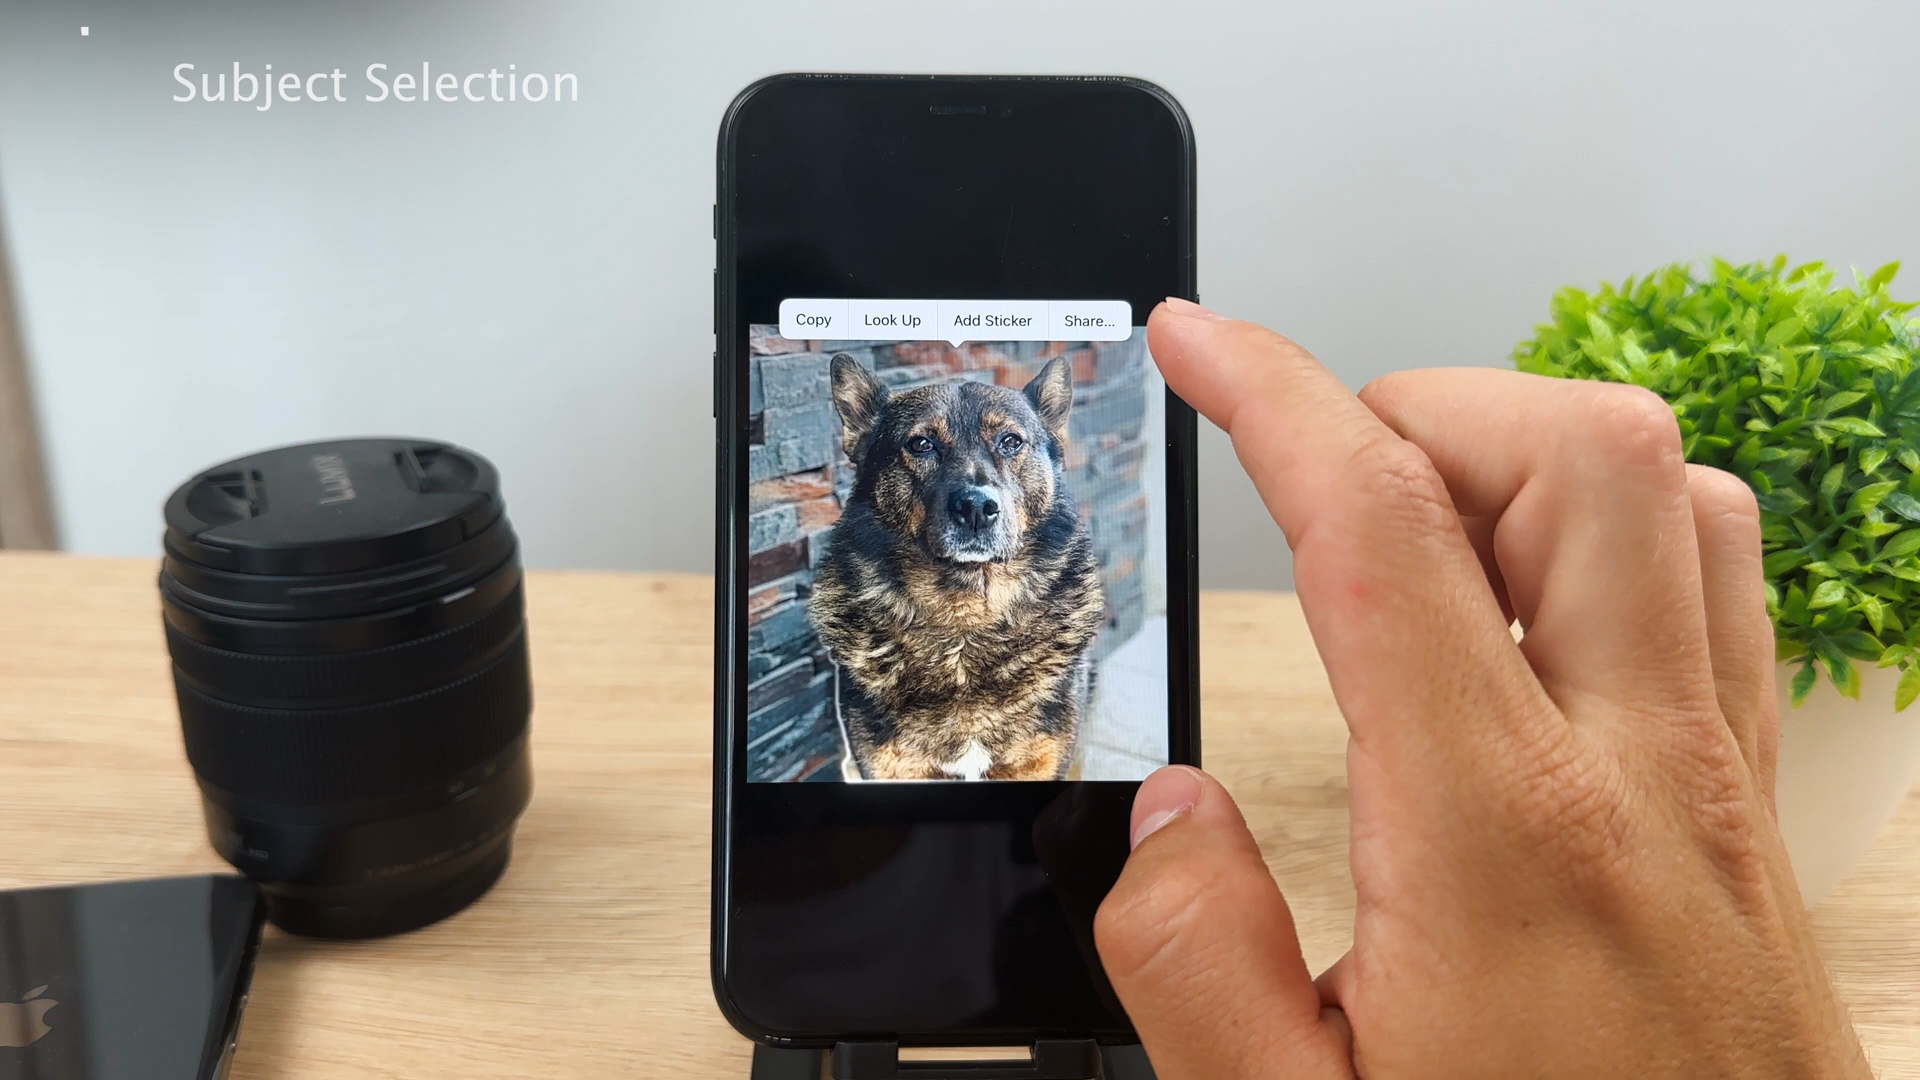 Subject Selection
Copy
Look Up
Add Sticker
Share...
LUMIX